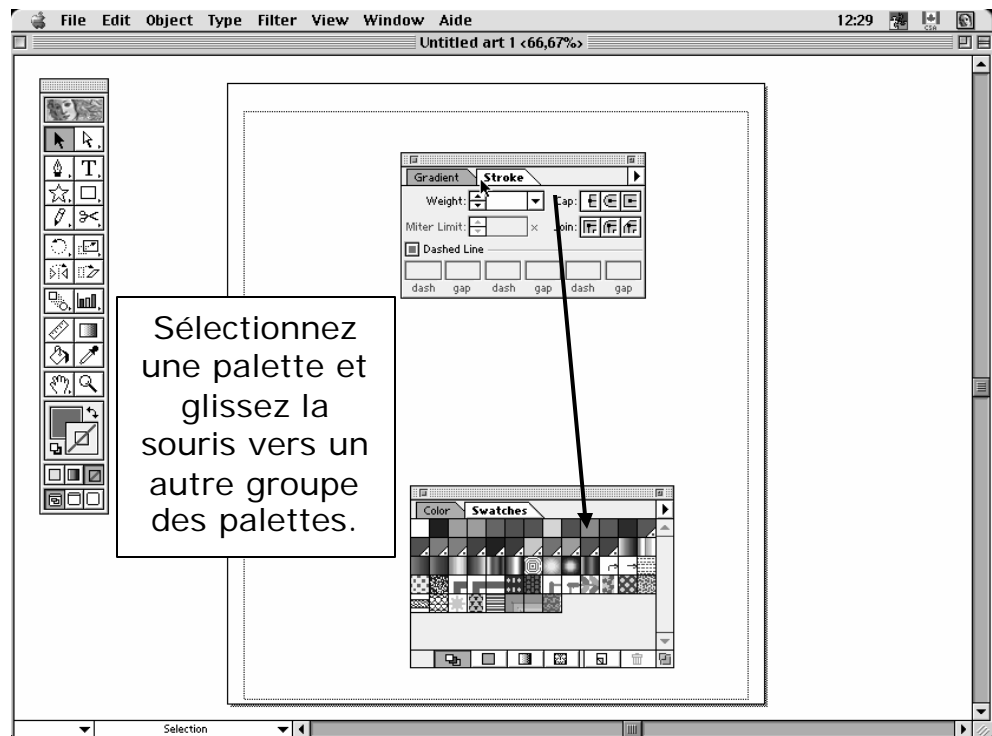 File Edit Object Type Filter View Window Aide 12:29
CSA
Untitled art 1 <66,67%>
T
Gradient Stroke
Weight: Cap:
Miter Limit: x Join:
Dashed Line
dash gap dash gap dash gap
Sélectionnez
une palette et
glissez la
souris vers un
autre groupe
des palettes.
Color Swatches
Selection